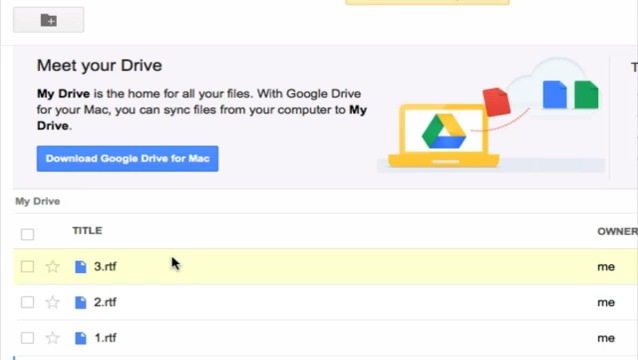 Meet your Drive
My Drive is the home for all your files. With Google Drive
for your Mac, you can sync files from your computer to My
Drive.
Download Google Drive for Mac
My Drive
TITLE OWNER
3.rtf me
2.rtf me
1.rtf me